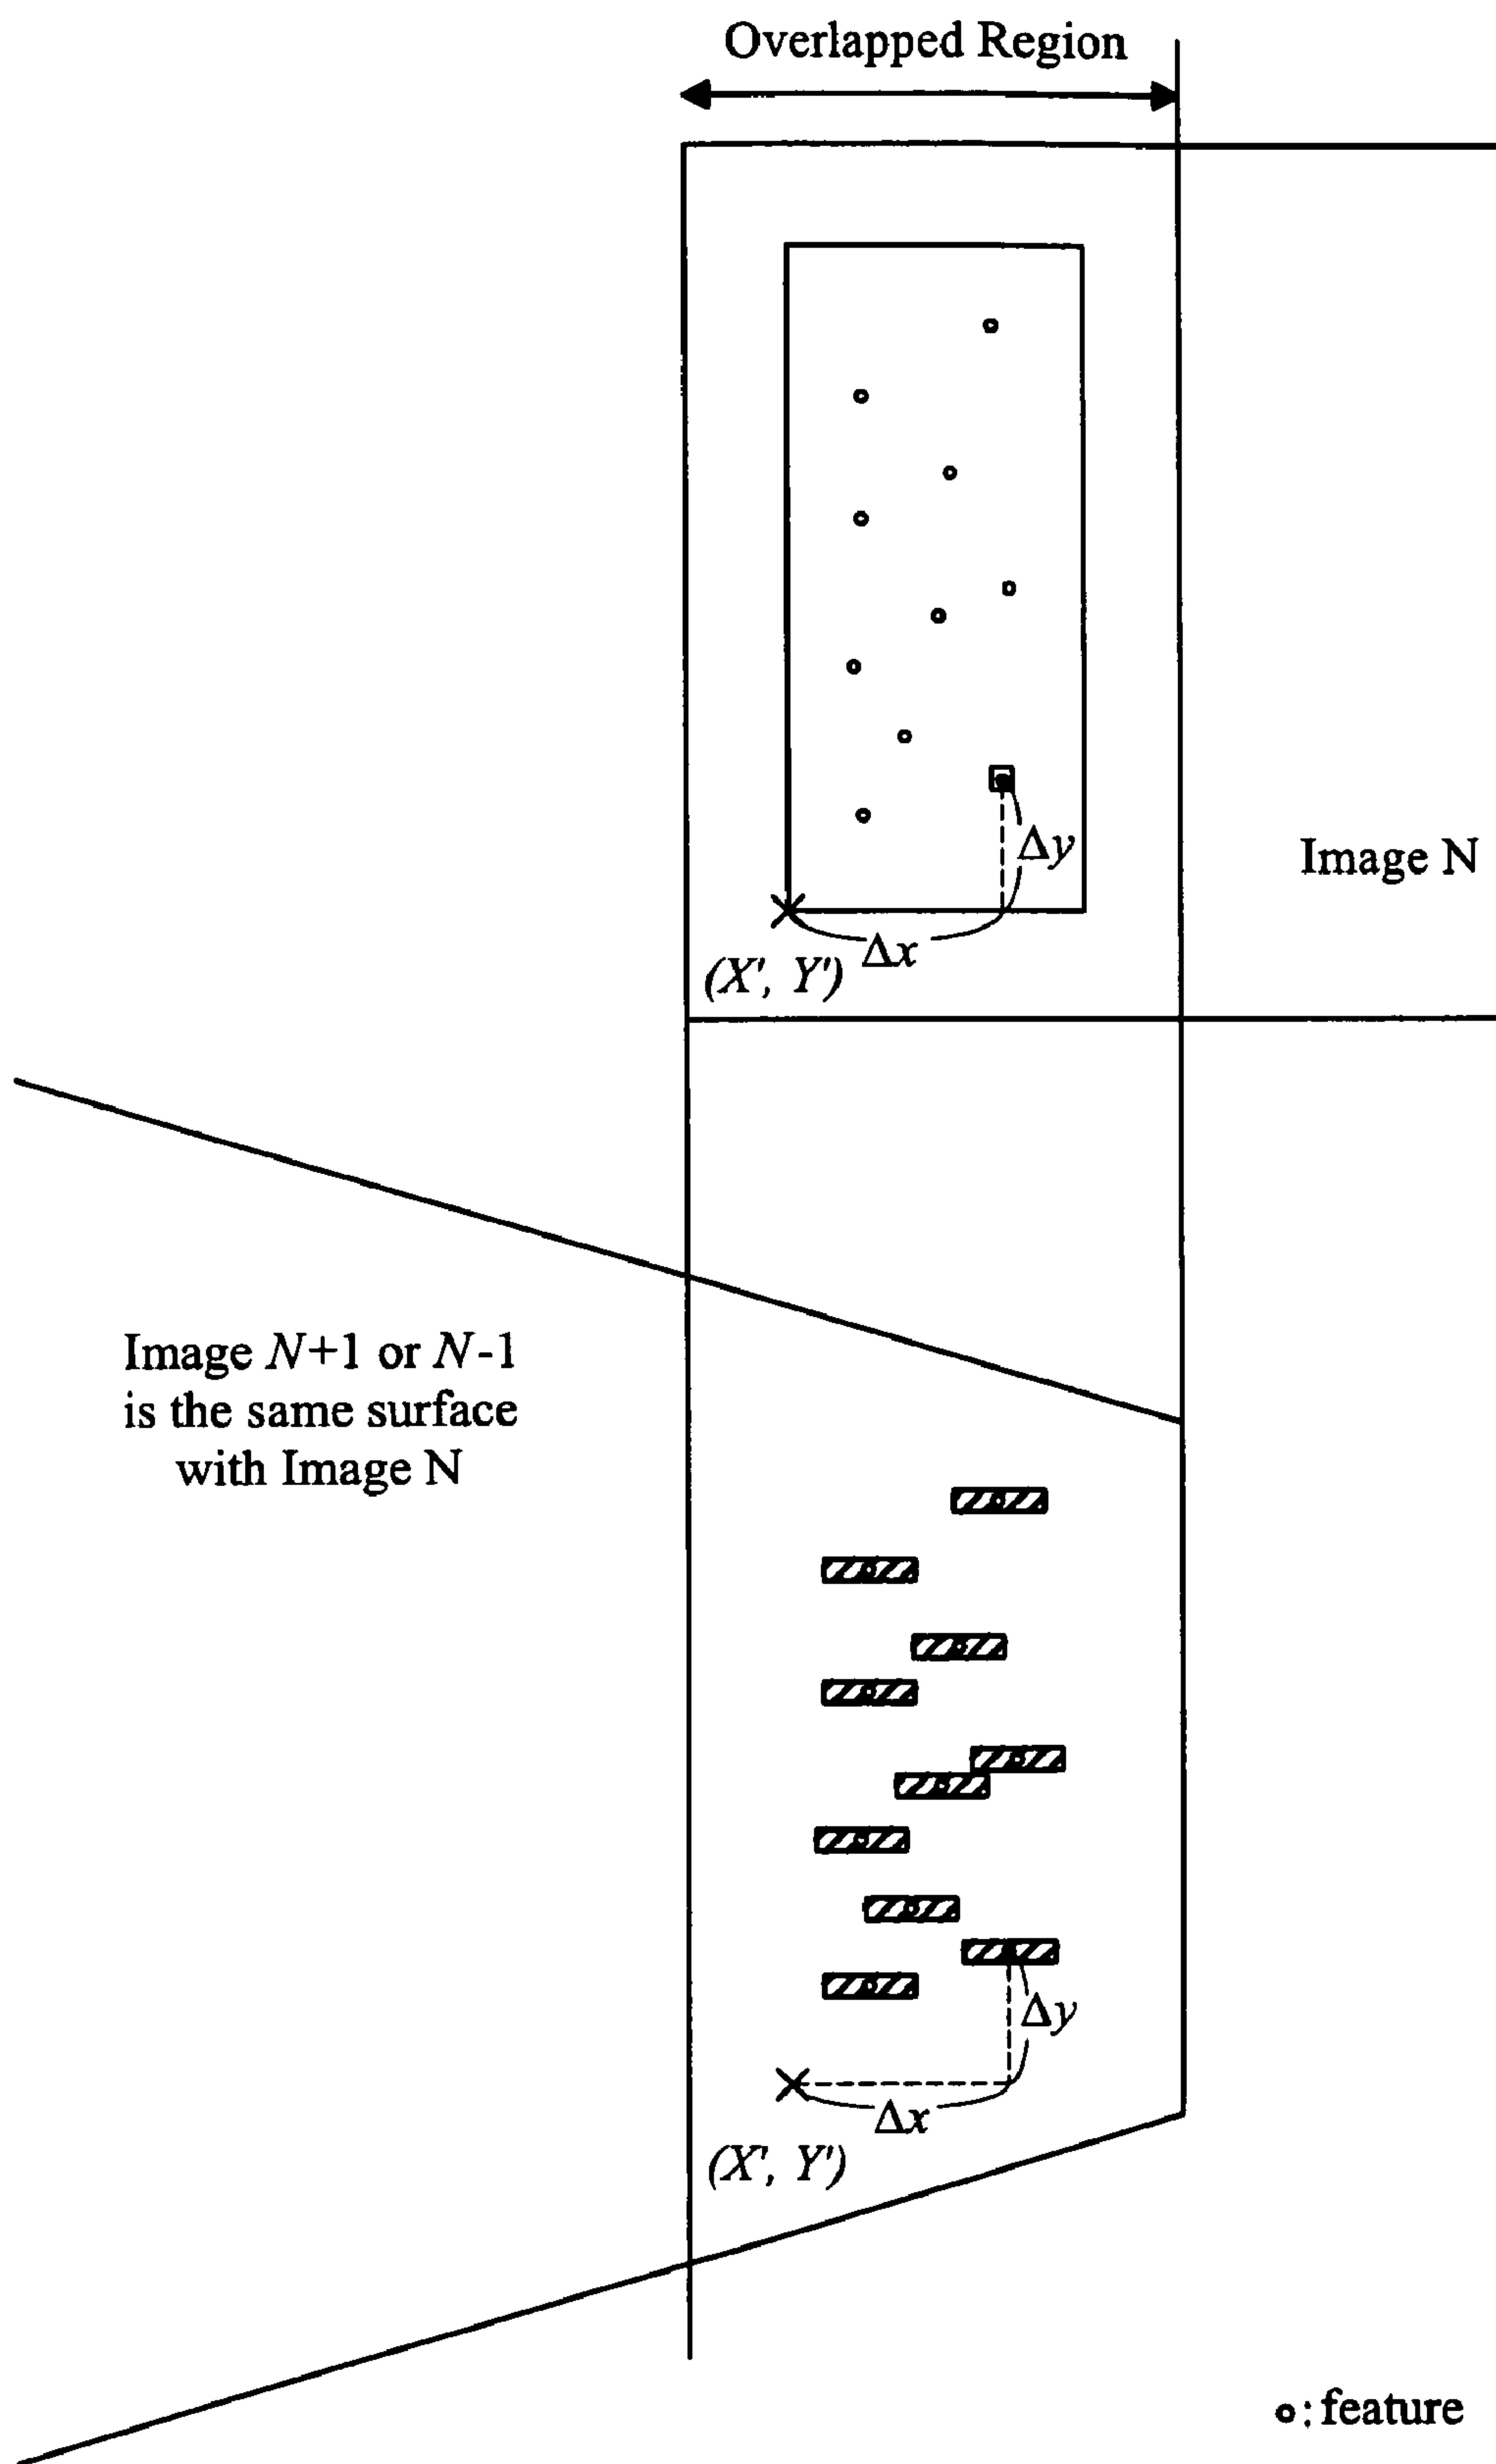 Overlapped Region
Δy
Image N
Δx
(X', Y')
Image N+1 or N-1
is the same surface
with Image N
Δy
Δx
(X', Y')
o:feature